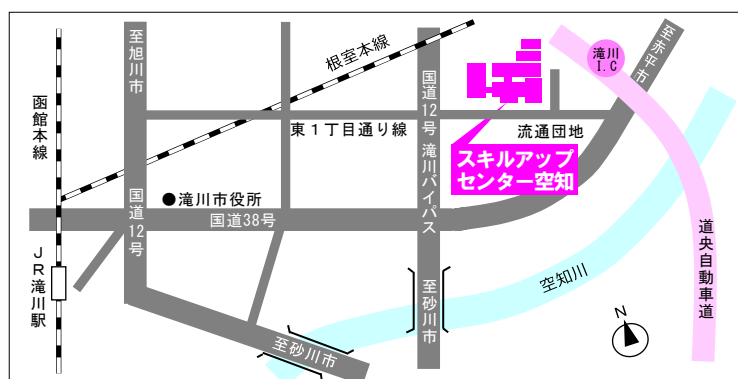 至旭川市
根室本線
国道12号 滝川バイパス
滝川
I.C
至赤平市
函館本線
東１丁目通り線
流通団地
スキルアップ
センター空知
国道12号
●滝川市役所
国道38号
道央自動車道
ＪＲ滝川駅
至砂川市
空知川
至砂川市
N